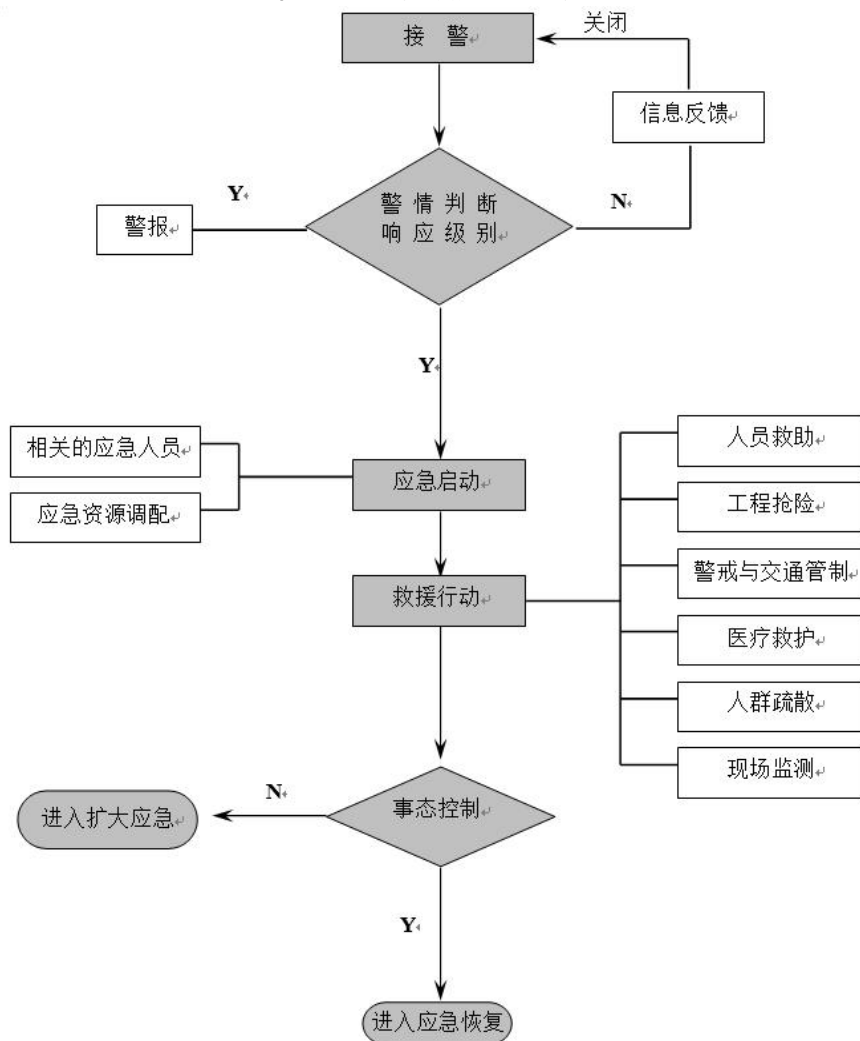 接 警
关闭
信息反馈
Y
警 情 判 断
响 应 级 别
N
警报
Y
相关的应急人员
应急资源调配
应急启动
救援行动
人员救助
工程抢险
警戒与交通管制
医疗救护
人群疏散
现场监测
N
事态控制
进入扩大应急
Y
进入应急恢复